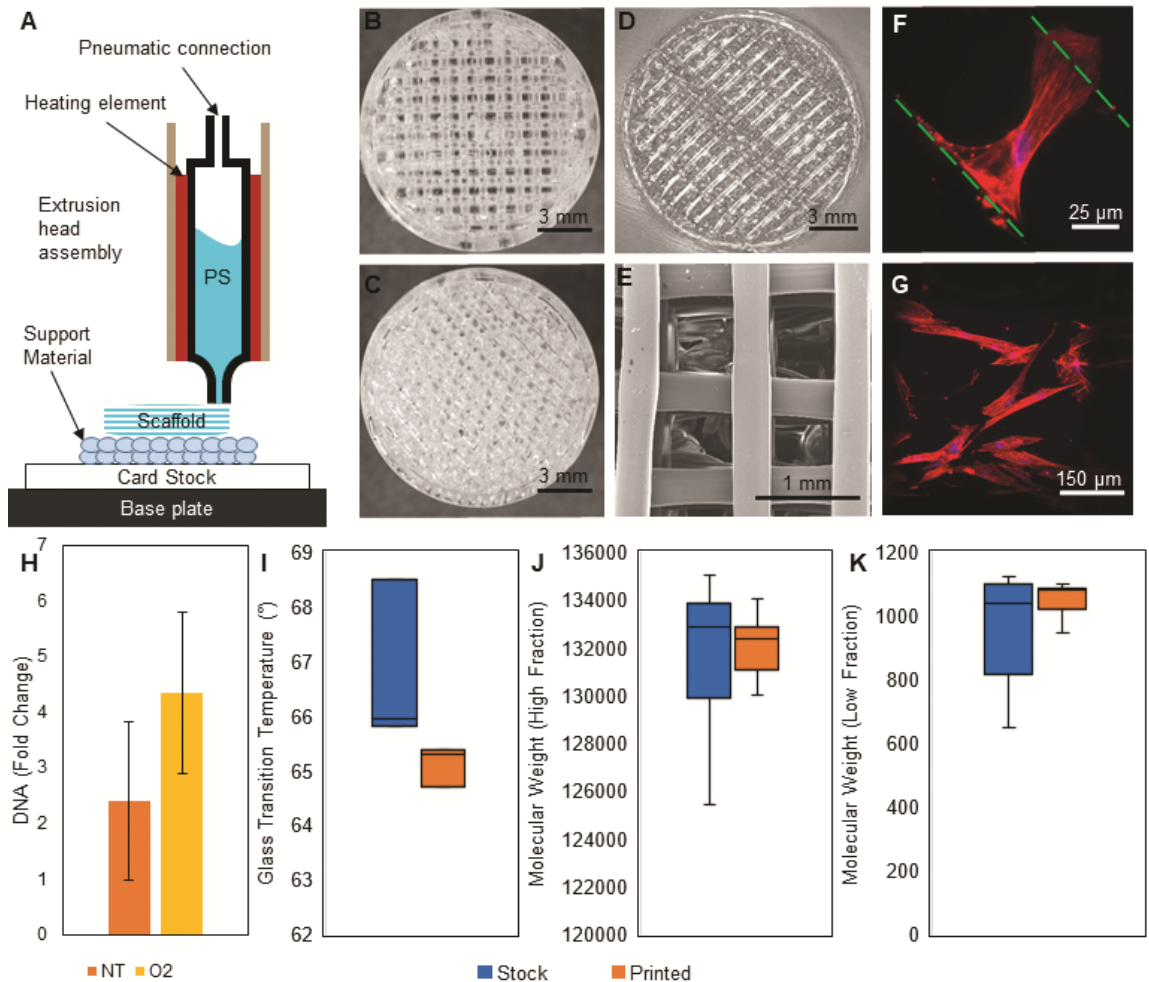 A
Pneumatic connection
Heating element
Extrusion
head
assembly
PS
Support
Material
Scaffold
Card Stock
Base plate
B
3 mm
C
3 mm
D
3 mm
E
1 mm
F
25 µm
G
150 µm
H
DNA (Fold Change)
7
6
5
4
3
2
1
0
NT
O2
I
Glass Transition Temperature (°)
69
68
67
66
65
64
63
62
J
Molecular Weight (High Fraction)
136000
134000
132000
130000
128000
126000
124000
122000
120000
K
Molecular Weight (Low Fraction)
1200
1000
800
600
400
200
0
Stock
Printed